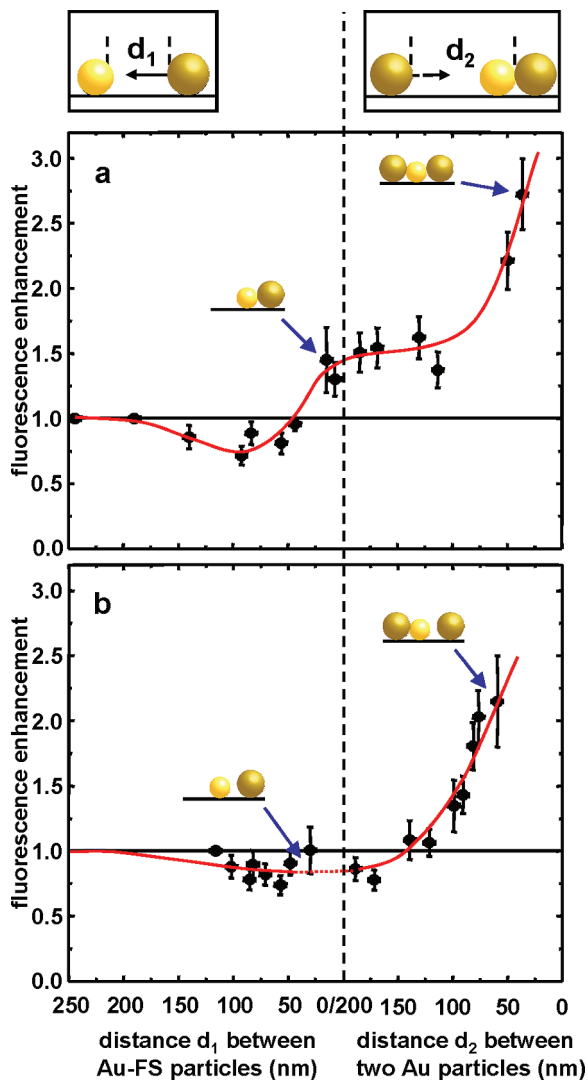 d1
d2
a
3.0
2.5
2.0
1.5
1.0
0.5
0.0
fluorescence enhancement
b
3.0
2.5
2.0
1.5
1.0
0.5
0.0
fluorescence enhancement
250 200 150 100 50 0/200 150 100 50 0
distance d1 between
Au-FS particles (nm)
distance d2 between
two Au particles (nm)